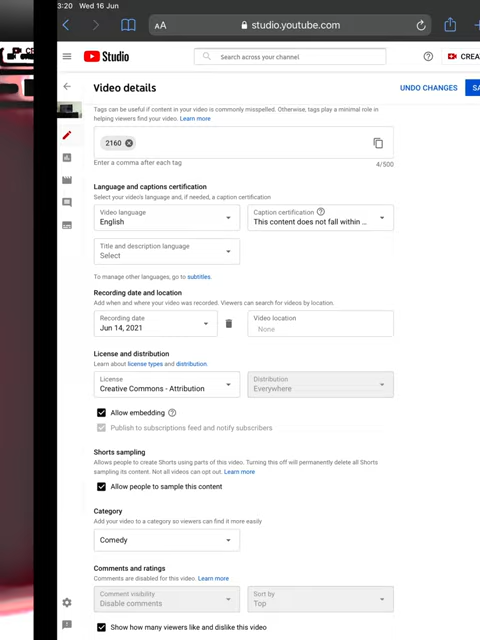 3:20 Wed 16 Jun
AA
studio.youtube.com
Studio
Search across your channel
CREA
Video details
UNDO CHANGES
SA
Tags can be useful if content in your video is commonly misspelled. Otherwise, tags play a minimal role in
helping viewers find your video. Learn more
2160
Enter a comma after each tag
4/500
Language and captions certification
Select your video's language and, if needed, a caption certification
Video language
English
Caption certification
This content does not fall within ...
Title and description language
Select
To manage other languages, go to subtitles.
Recording date and location
Add when and where your video was recorded. Viewers can search for videos by location.
Recording date
Jun 14, 2021
Video location
None
License and distribution
Learn about license types and distribution.
License
Creative Commons - Attribution
Distribution
Everywhere
Allow embedding
Publish to subscriptions feed and notify subscribers
Shorts sampling
Allows people to create Shorts using parts of this video. Turning this off will permanently delete all Shorts
sampling its content. Not all videos can opt out. Learn more
Allow people to sample this content
Category
Add your video to a category so viewers can find it more easily
Comedy
Comments and ratings
Comments are disabled for this video. Learn more
Comment visibility
Disable comments
Sort by
Top
Show how many viewers like and dislike this video